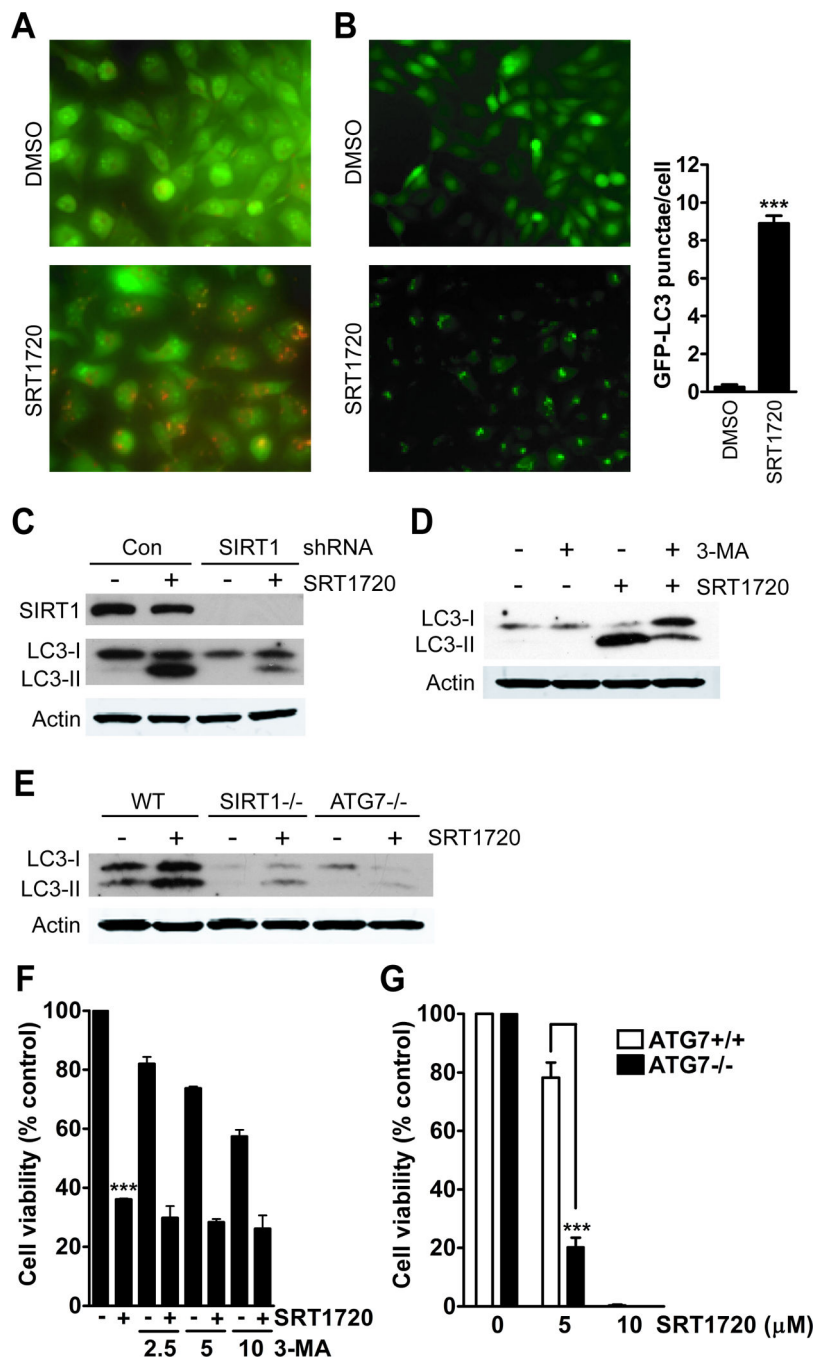 A
B
DMSO
DMSO
SRT1720
SRT1720
GFP-LC3 punctae/cell
12
10
8
6
4
2
0
***
DMSO
SRT1720
C
Con SIRT1 shRNA
- + - + SRT1720
SIRT1
LC3-I
LC3-II
Actin
D
- + - + 3-MA
- - + + SRT1720
LC3-I
LC3-II
Actin
E
WT SIRT1-/- ATG7-/-
- + - + - + SRT1720
LC3-I
LC3-II
Actin
F
Cell viability (% control)
100
80
60
40
20
0
***
- + - + - + - + SRT1720
2.5 5 10 3-MA
G
Cell viability (% control)
100
80
60
40
20
0
ATG7+/+
ATG7-/-
***
0 5 10 SRT1720 (μM)